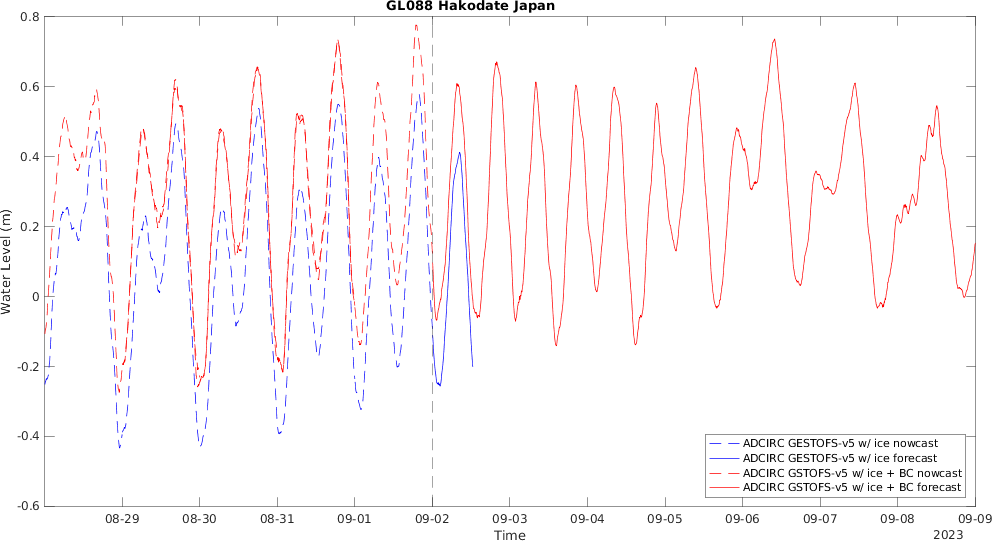 GL088 Hakodate Japan
0.8
0.6
0.4
0.2
0
-0.2
-0.4
-0.6
Water Level (m)
ADCIRC GESTOFS-v5 w/ ice nowcast
ADCIRC GESTOFS-v5 w/ ice forecast
ADCIRC GSTOFS-v5 w/ ice + BC nowcast
ADCIRC GSTOFS-v5 w/ ice + BC forecast
08-29 08-30 08-31 09-01 09-02 09-03 09-04 09-05 09-06 09-07 09-08 09-09
Time
2023